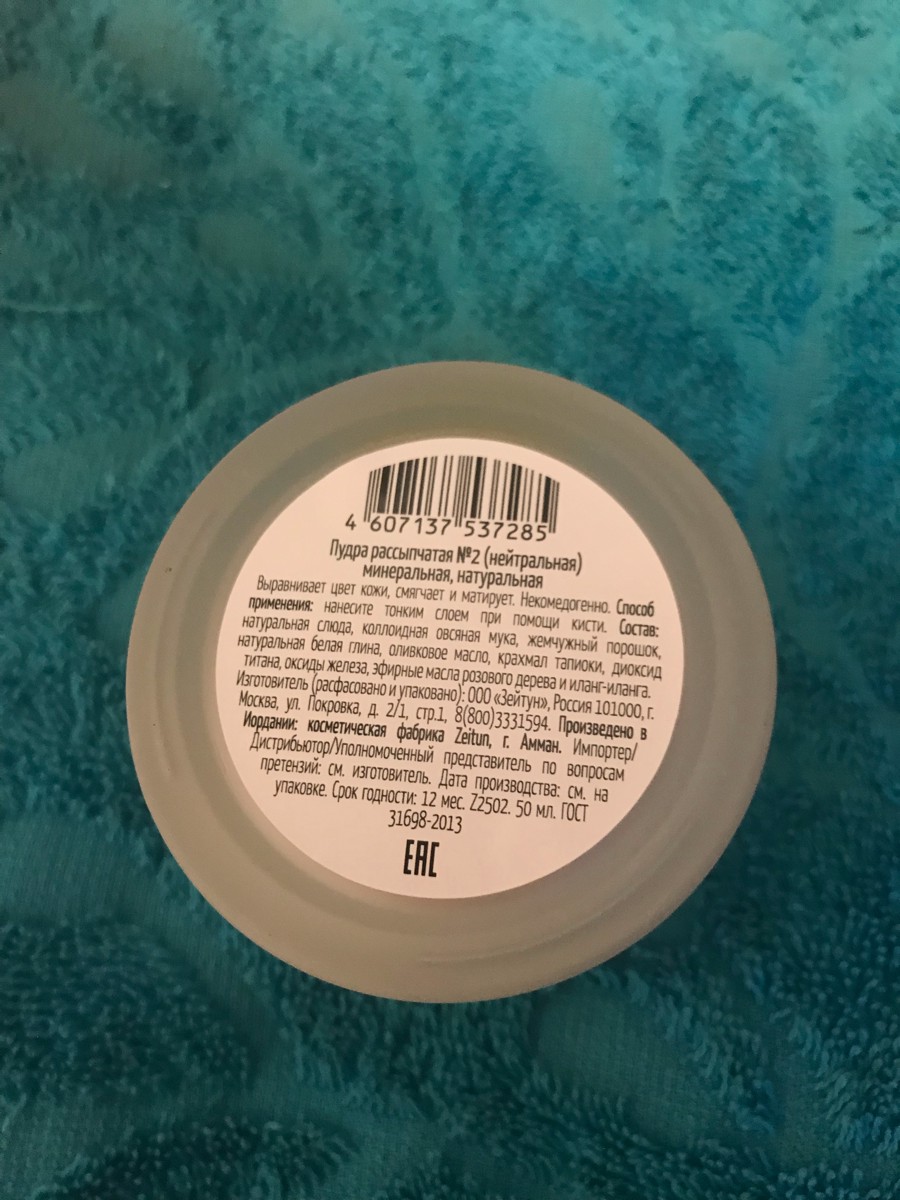 4 607137 537285
Пудра рассыпчатая №2 (нейтральная)
минеральная, натуральная
Выравнивает цвет кожи, смягчает и матирует. Некомедогенно. Способ
применения: нанесите тонким слоем при помощи кисти. Состав:
натуральная слюда, коллоидная овсяная мука, жемчужный порошок,
натуральная белая глина, оливковое масло, крахмал тапиоки, диоксид
титана, оксиды железа, эфирные масла розового дерева и иланг-иланга.
Изготовитель (расфасовано и упаковано): ООО «Зейтун», Россия 101000, г.
Москва, ул. Покровка, д. 2/1, стр.1, 8(800)3331594. Произведено в
Иордании: косметическая фабрика Zeitun, г. Амман. Импортер/
Дистрибьютор/Уполномоченный представитель по вопросам
претензий: см. изготовитель. Дата производства: см. на
упаковке. Срок годности: 12 мес. Z2502. 50 мл. ГОСТ
31698-2013
EAC